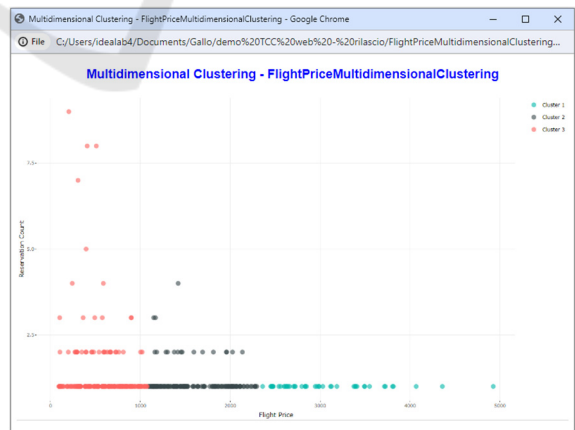 Multidimensional Clustering - FlightPriceMultidimensionalClustering - Google Chrome
File C:/Users/idealab4/Documents/Gallo/demo%20TCC%20web%20-%20rilascio/FlightPriceMultidimensionalClustering...
Multidimensional Clustering - FlightPriceMultidimensionalClustering
Cluster 1
Cluster 2
Cluster 3
7.5
5.0
2.5
Reservation Count
0 1000 2000 3000 4000 5000
Flight Price